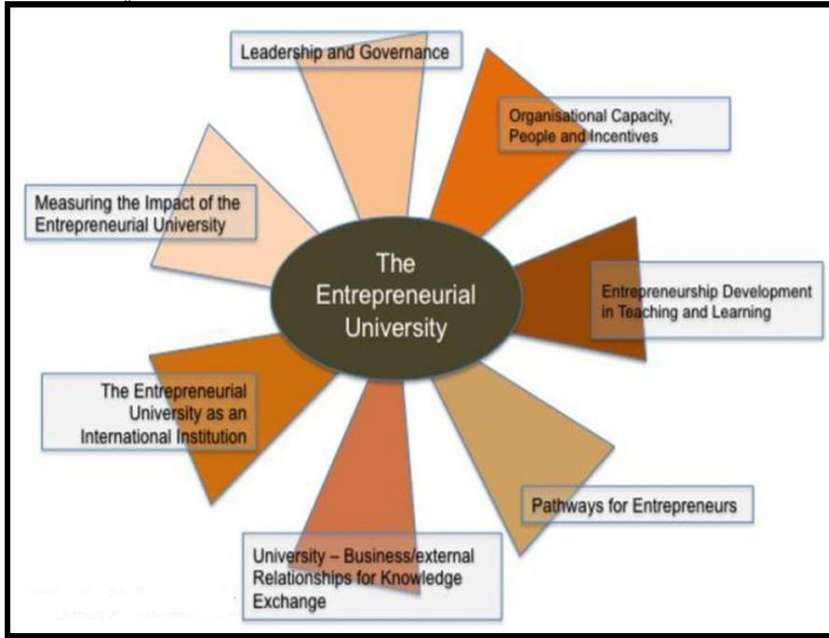 Leadership and Governance
Organisational Capacity,
People and Incentives
Measuring the Impact of the
Entrepreneurial University
The
Entrepreneurial
University
Entrepreneurship Development
in Teaching and Learning
The Entrepreneurial
University as an
International Institution
Pathways for Entrepreneurs
University – Business/external
Relationships for Knowledge
Exchange